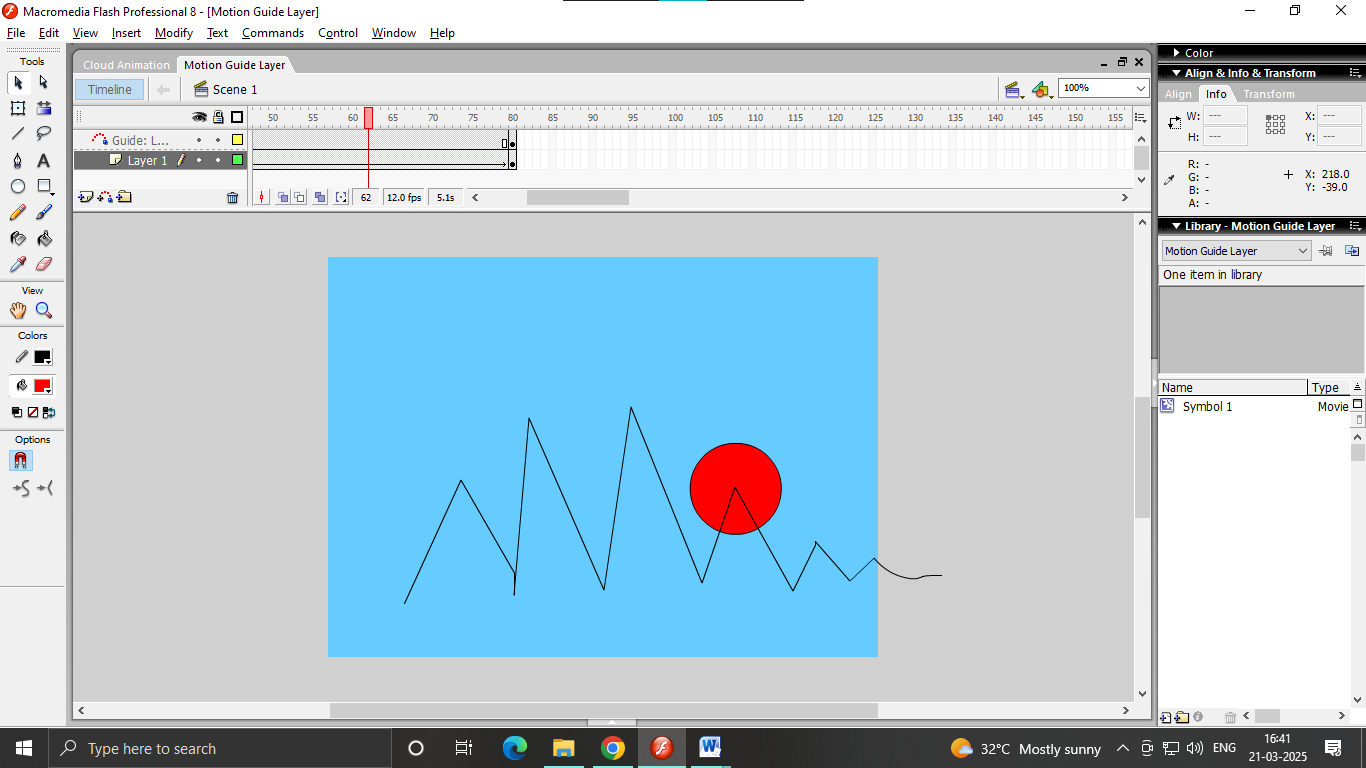 Macromedia Flash Professional 8 - [Motion Guide Layer]
File Edit View Insert Modify Text Commands Control Window Help
Tools
Cloud Animation Motion Guide Layer
Timeline Scene 1 100%
50 55 60 65 70 75 80 85 90 95 100 105 110 115 120 125 130 135 140 145 150 155
Guide: L...
Layer 1
62 12.0 fps 5.1s
View
Colors
Options
Color
Align & Info & Transform
Align Info Transform
W: --- X: ---
H: --- Y: ---
R: -
G: - X: 218.0
B: - Y: -39.0
A: -
Library - Motion Guide Layer
Motion Guide Layer
One item in library
Name Type
Symbol 1 Movie
Type here to search
32°C Mostly sunny ENG 16:41
21-03-2025